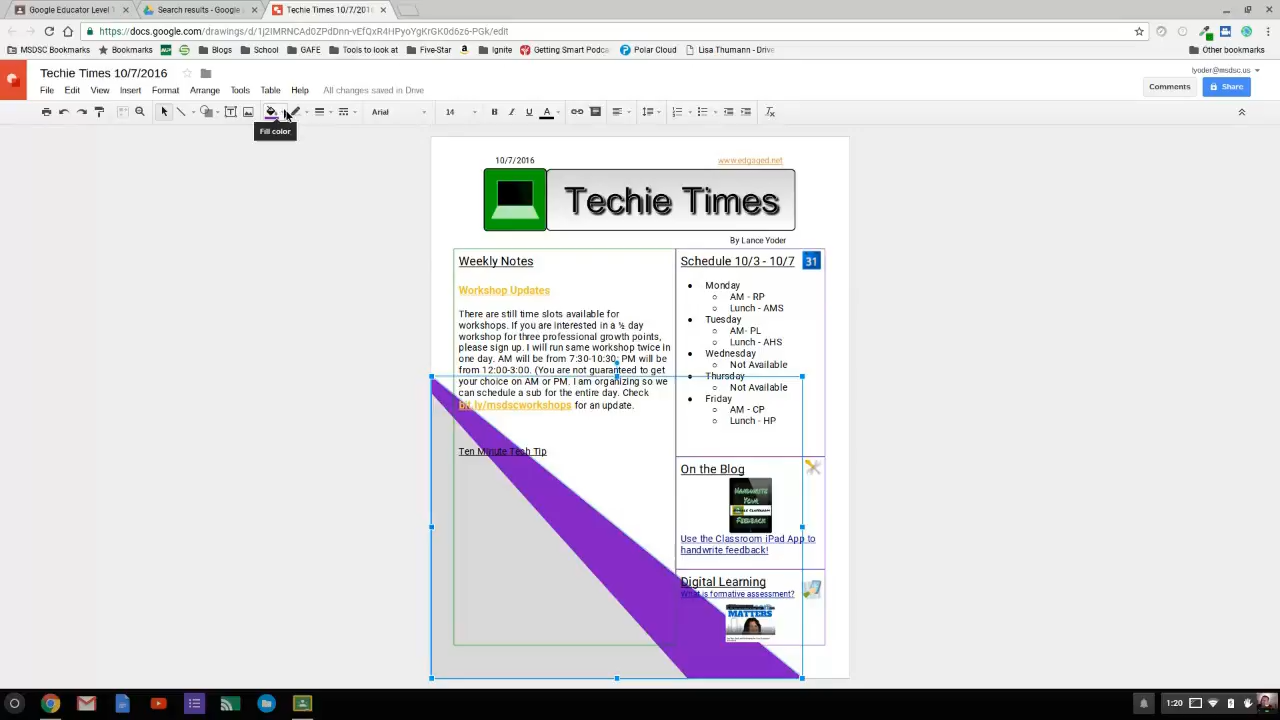 Google Educator Level 1
Search results - Google
Techie Times 10/7/2016
https://docs.google.com/drawings/d/1j2IMRNCAd0ZPdDnn-vEfQxR4HPyoYgKrGK0d6z6-PGk/edit
MSDSC Bookmarks
Bookmarks
Blogs
School
GAFE
Tools to look at
Five-Star
Ignite
Getting Smart Podc
Polar Cloud
Lisa Thumann - Drive
Other bookmarks
Techie Times 10/7/2016
lyoder@msdsc.us
File Edit View Insert Format Arrange Tools Table Help All changes saved in Drive
Comments
Share
Arial
14
B I U A
Fill color
10/7/2016
www.edgaged.net
Techie Times
By Lance Yoder
Weekly Notes
Workshop Updates
There are still time slots available for
workshops. If you are interested in a ½ day
workshop for three professional growth points,
please sign up. I will run same workshop twice in
one day. AM will be from 7:30-10:30; PM will be
from 12:00-3:00. (You are not guaranteed to get
your choice on AM or PM. I am organizing so we
can schedule a sub for the entire day. Check
bit.ly/msdscworkshops for an update.
Ten Minute Tech Tip
Schedule 10/3 - 10/7
31
Monday
AM - RP
Lunch - AMS
Tuesday
AM- PL
Lunch - AHS
Wednesday
Not Available
Thursday
Not Available
Friday
AM - CP
Lunch - HP
On the Blog
HANDWRITE
YOUR
FEEDBACK
Use the Classroom iPad App to
handwrite feedback!
Digital Learning
What is formative assessment?
MATTERS
1:20